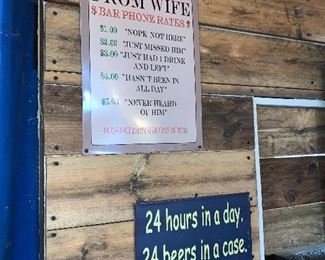 FROM WIFE
$ BAR PHONE RATES $
$1.00 "NOPE, NOT HERE"
$2.00 "JUST MISSED HIM"
$3.00 "JUST HAD 1 DRINK
AND LEFT"
$4.00 "HASN'T BEEN IN
ALL DAY"
$5.00 "NEVER HEARD
OF HIM"
24 hours in a day.
24 beers in a case.